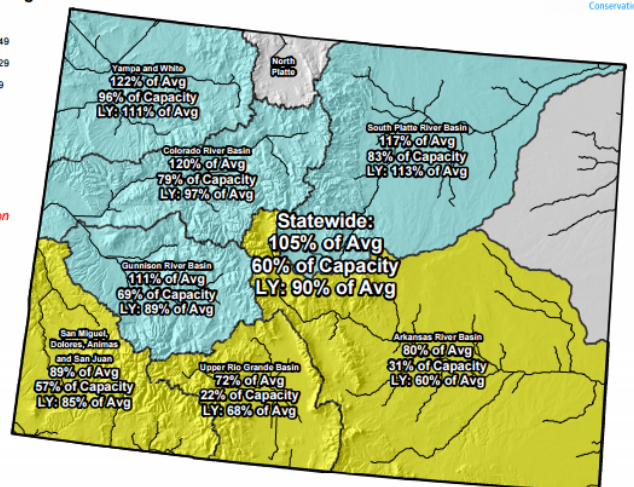 Conservatio
g
49
29
9
on
North
Platte
Yampa and White
122% of Avg
96% of Capacity
LY: 111% of Avg
South Platte River Basin
117% of Avg
83% of Capacity
LY: 113% of Avg
Colorado River Basin
120% of Avg
79% of Capacity
LY: 97% of Avg
Statewide:
105% of Avg
60% of Capacity
LY: 90% of Avg
Gunnison River Basin
111% of Avg
69% of Capacity
LY: 89% of Avg
San Miguel,
Dolores, Animas
and San Juan
89% of Avg
57% of Capacity
LY: 85% of Avg
Upper Rio Grande Basin
72% of Avg
22% of Capacity
LY: 68% of Avg
Arkansas River Basin
80% of Avg
31% of Capacity
LY: 60% of Avg